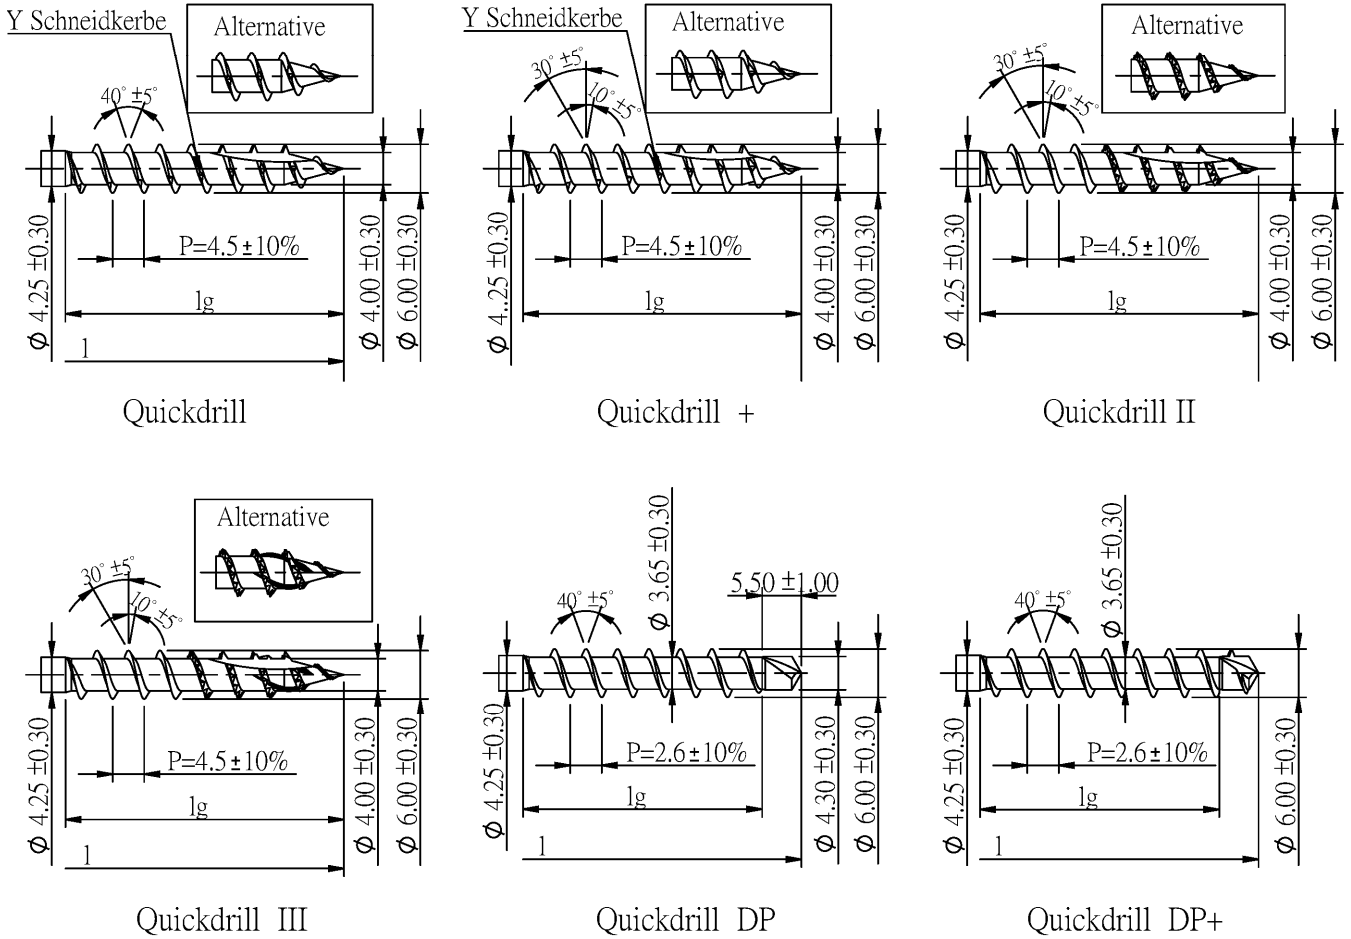 Y Schneidkerbe
Alternative
40° ±5°
P=4.5±10%
lg
l
Φ 4.25 ±0.30
Φ 4.00 ±0.30
Φ 6.00 ±0.30
Quickdrill
Y Schneidkerbe
Alternative
30° ±5°
10° ±5°
P=4.5±10%
lg
Φ 4..25 ±0.30
Φ 4.00 ±0.30
Φ 6.00 ±0.30
Quickdrill +
Alternative
30° ±5°
10° ±5°
P=4.5±10%
lg
Φ 4.25 ±0.30
Φ 4.00 ±0.30
Φ 6.00 ±0.30
Quickdrill II
Alternative
30° ±5°
10° ±5°
P=4.5±10%
lg
l
Φ 4.25 ±0.30
Φ 4.00 ±0.30
Φ 6.00 ±0.30
Quickdrill III
Φ 3.65 ±0.30
5.50 ±1.00
40° ±5°
P=2.6±10%
lg
l
Φ 4.25 ±0.30
Φ 4.30 ±0.30
Φ 6.00 ±0.30
Quickdrill DP
Φ 3.65 ±0.30
40° ±5°
P=2.6±10%
lg
l
Φ 4.25 ±0.30
Φ 6.00 ±0.30
Quickdrill DP+